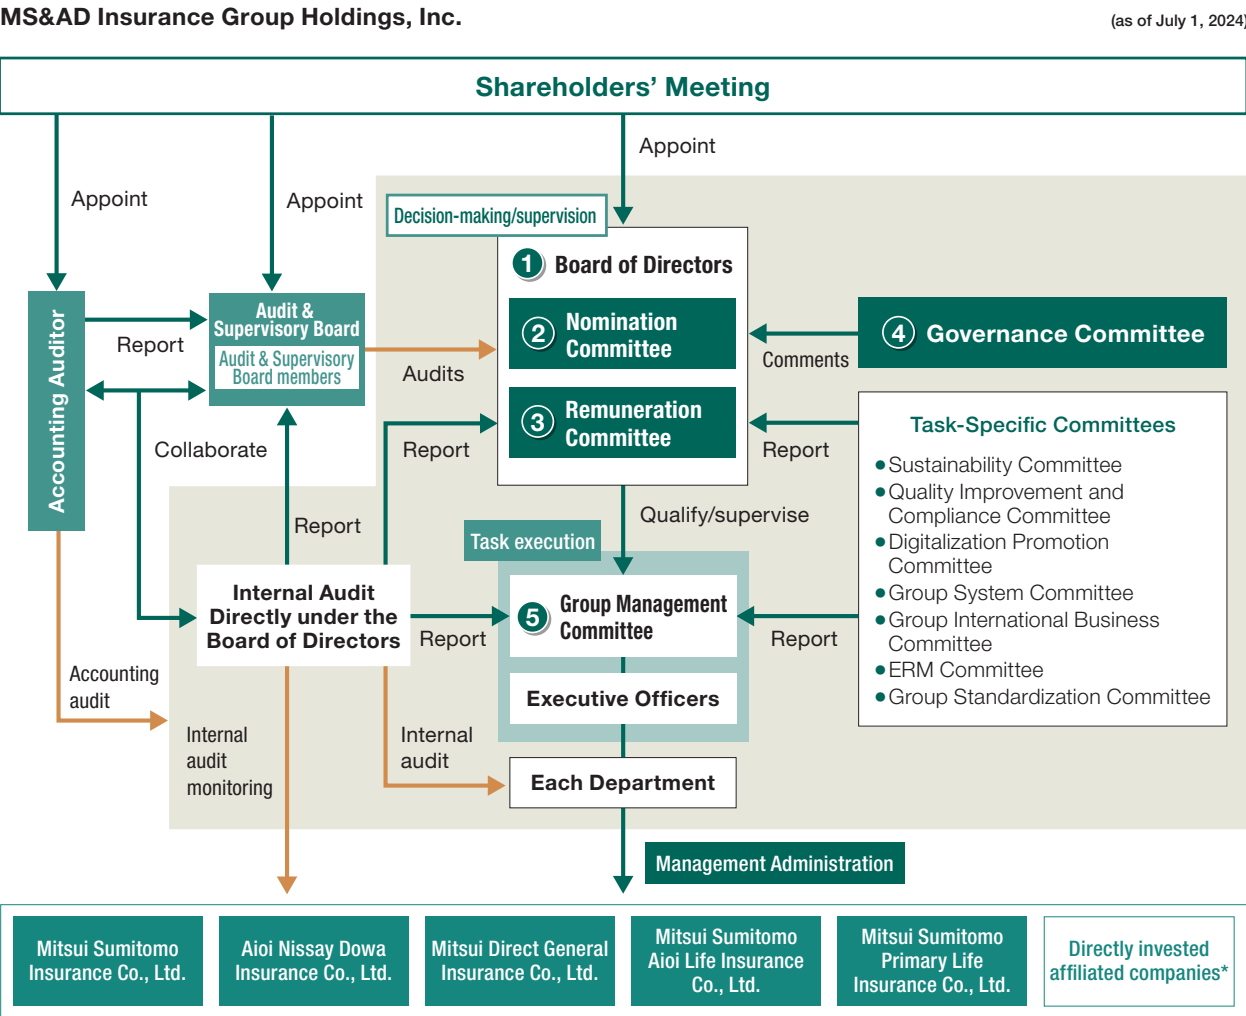 MS&AD Insurance Group Holdings, Inc.
(as of July 1, 2024)
Shareholders' Meeting
Appoint
Appoint
Appoint
Decision-making/supervision
1 Board of Directors
2 Nomination
Committee
3 Remuneration
Committee
4 Governance Committee
Comments
Accounting Auditor
Report
Audit &
Supervisory Board
Audit & Supervisory
Board members
Audits
Collaborate
Report
Report
Report
Task-Specific Committees
● Sustainability Committee
● Quality Improvement and
Compliance Committee
● Digitalization Promotion
Committee
● Group System Committee
● Group International Business
Committee
● ERM Committee
● Group Standardization Committee
Qualify/supervise
Task execution
Internal Audit
Directly under the
Board of Directors
Report
5 Group Management
Committee
Report
Executive Officers
Accounting
audit
Internal
audit
monitoring
Internal
audit
Each Department
Management Administration
Mitsui Sumitomo
Insurance Co., Ltd.
Aioi Nissay Dowa
Insurance Co., Ltd.
Mitsui Direct General
Insurance Co., Ltd.
Mitsui Sumitomo
Aioi Life Insurance
Co., Ltd.
Mitsui Sumitomo
Primary Life
Insurance Co., Ltd.
Directly invested
affiliated companies*